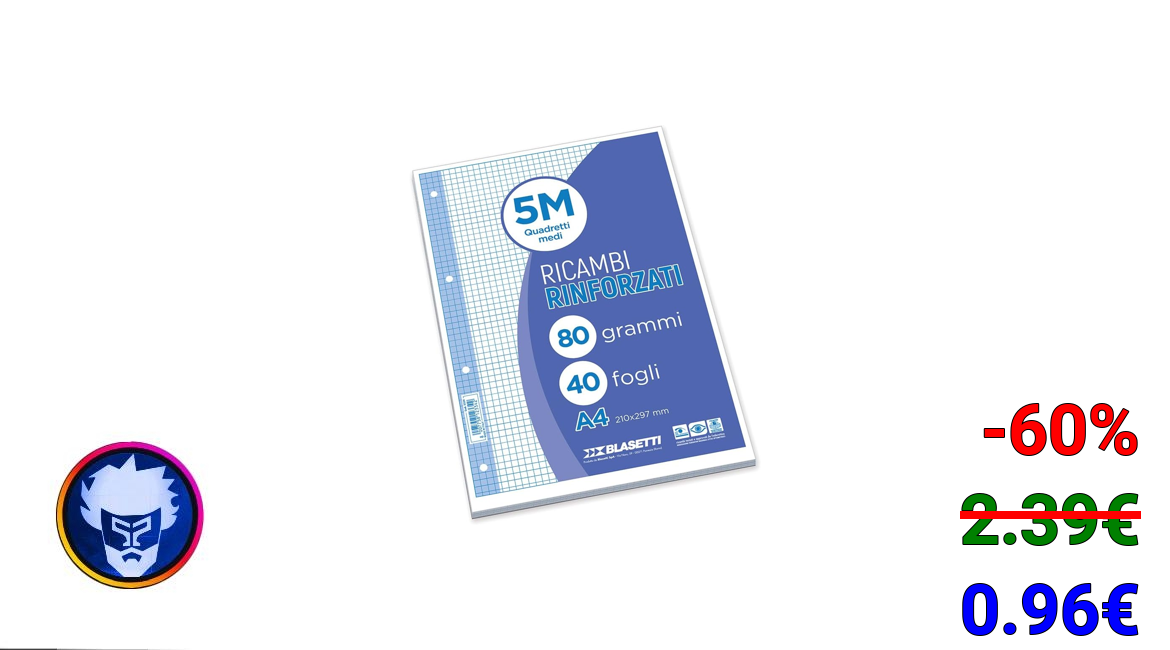 5M
Quadretti
medi
RICAMBI
RINFORZATI
80 grammi
40 fogli
A4 210x297 mm
BLASETTI
-60%
2.39€
0.96€